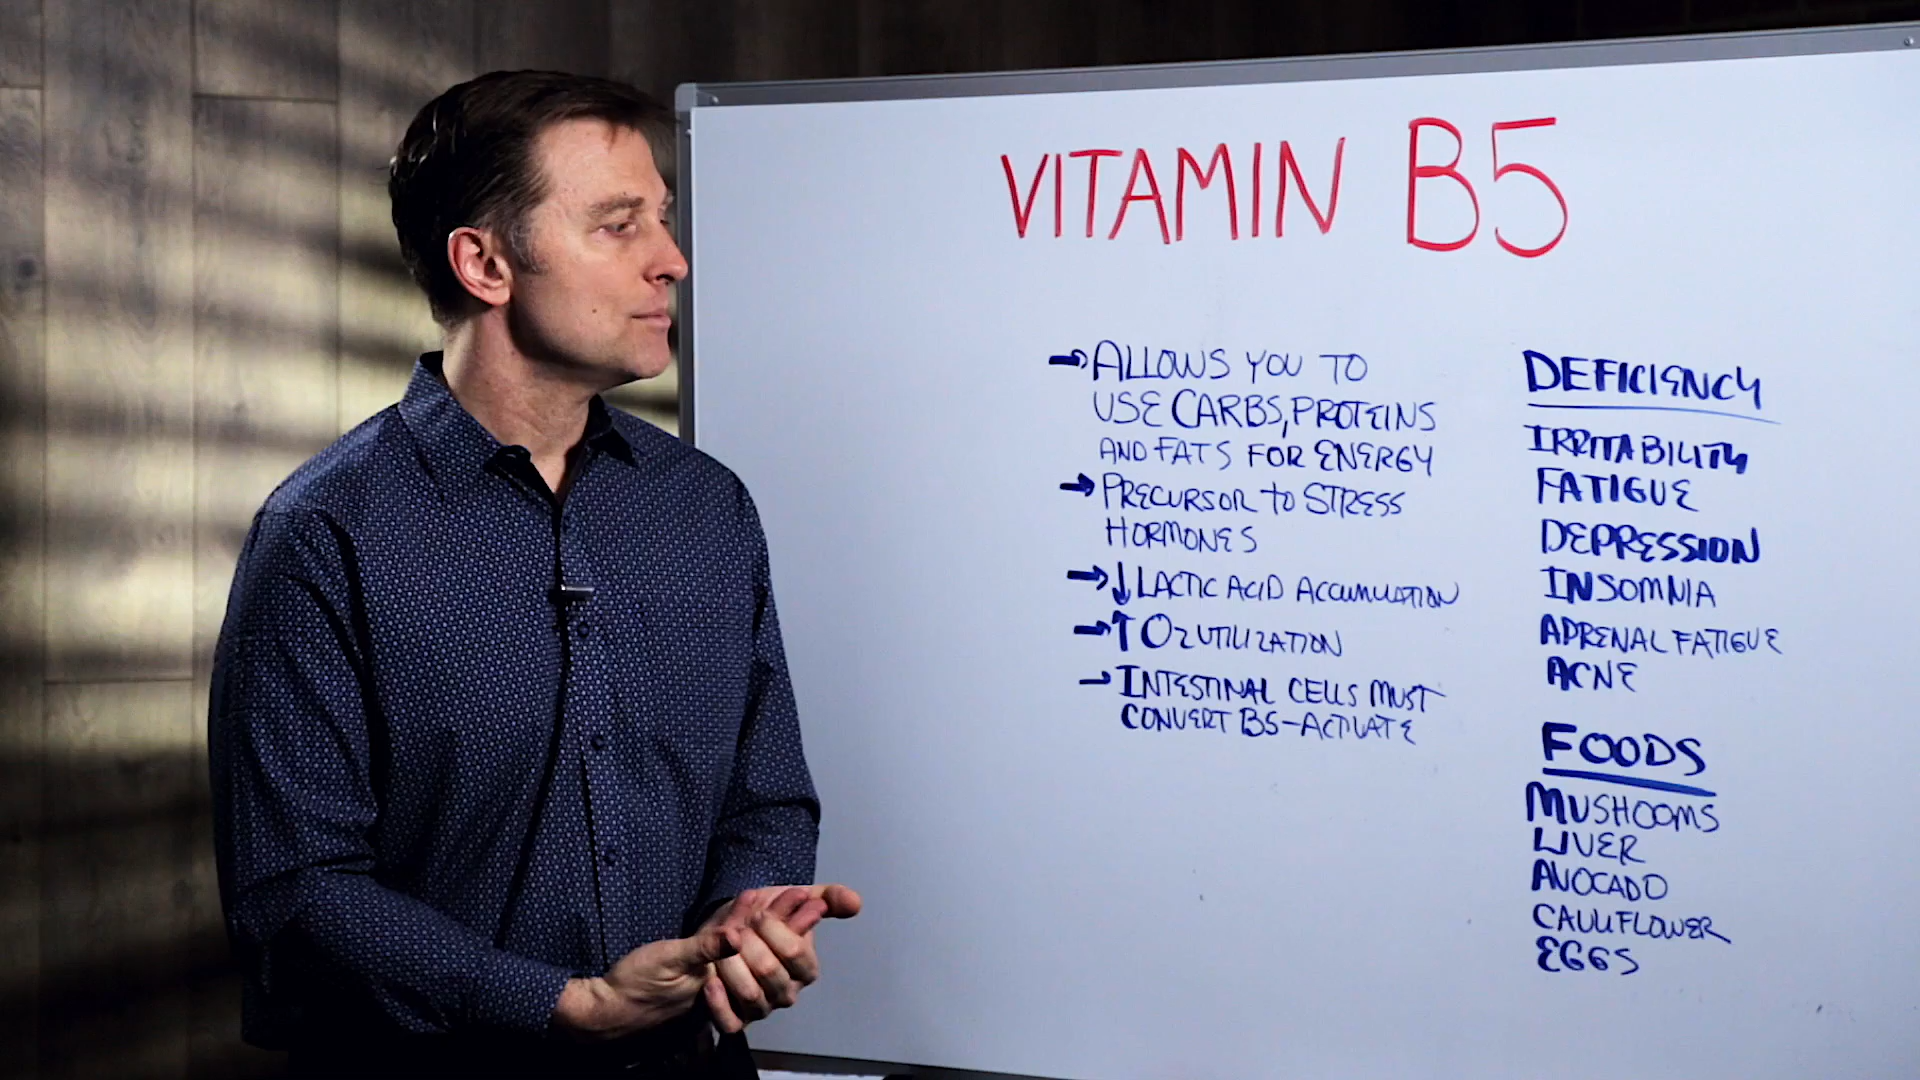 VITAMIN B5
→ ALLOWS YOU TO
USE CARBS, PROTEINS
AND FATS FOR ENERGY
→ PRECURSOR TO STRESS
HORMONES
→ ↓ LACTIC ACID ACCUMULATION
→ ↑ O2 UTILIZATION
→ INTESTINAL CELLS MUST
CONVERT B5-ACTIVATE
DEFICIENCY
IRRITABILITY
FATIGUE
DEPRESSION
INSOMNIA
ADRENAL FATIGUE
ACNE
FOODS
MUSHOOMS
LIVER
AVOCADO
CAULIFLOWER
EGGS